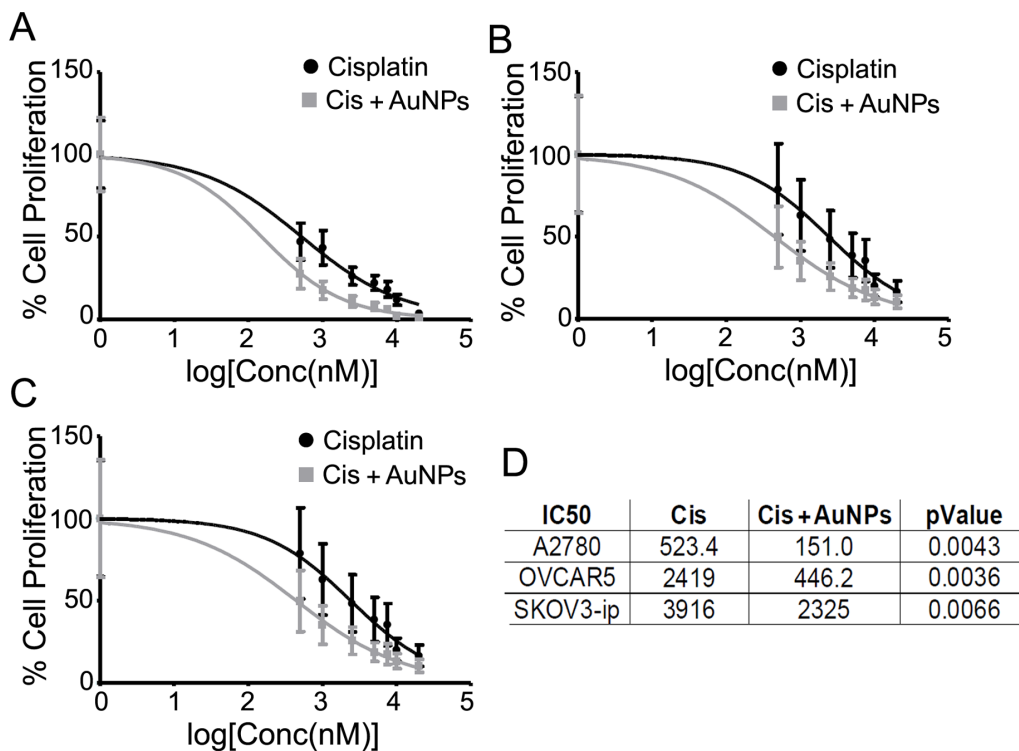 A
150
100
50
0
% Cell Proliferation
Cisplatin
Cis + AuNPs
0 1 2 3 4 5
log[Conc(nM)]
B
150
100
50
0
% Cell Proliferation
Cisplatin
Cis + AuNPs
0 1 2 3 4 5
log[Conc(nM)]
C
150
100
50
0
% Cell Proliferation
Cisplatin
Cis + AuNPs
0 1 2 3 4 5
log[Conc(nM)]
D
IC50 Cis Cis + AuNPs pValue
A2780 523.4 151.0 0.0043
OVCAR5 2419 446.2 0.0036
SKOV3-ip 3916 2325 0.0066